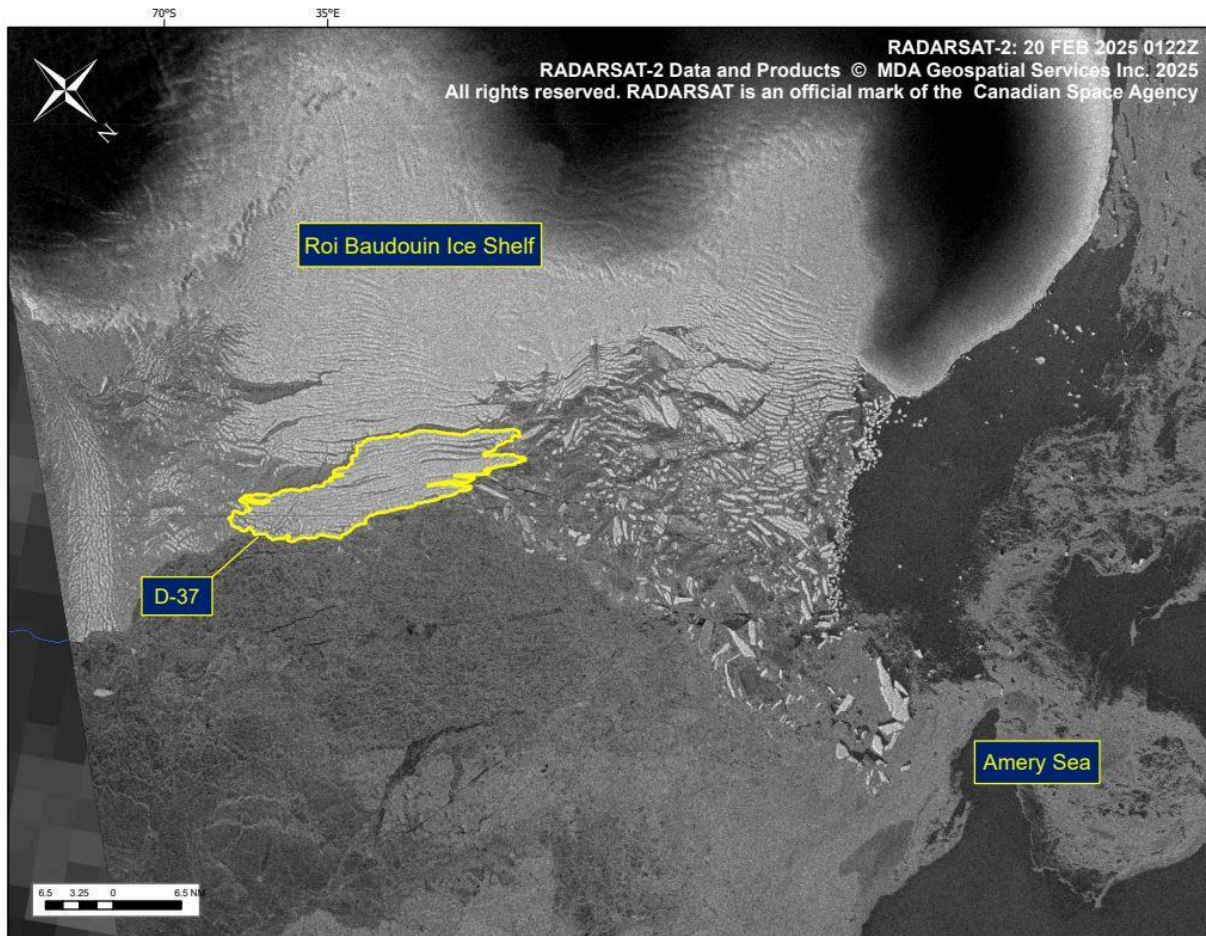 70°S 35°E
RADARSAT-2: 20 FEB 2025 0122Z
RADARSAT-2 Data and Products © MDA Geospatial Services Inc. 2025
All rights reserved. RADARSAT is an official mark of the Canadian Space Agency
N
Roi Baudouin Ice Shelf
D-37
Amery Sea
6.5 3.25 0 6.5 NM